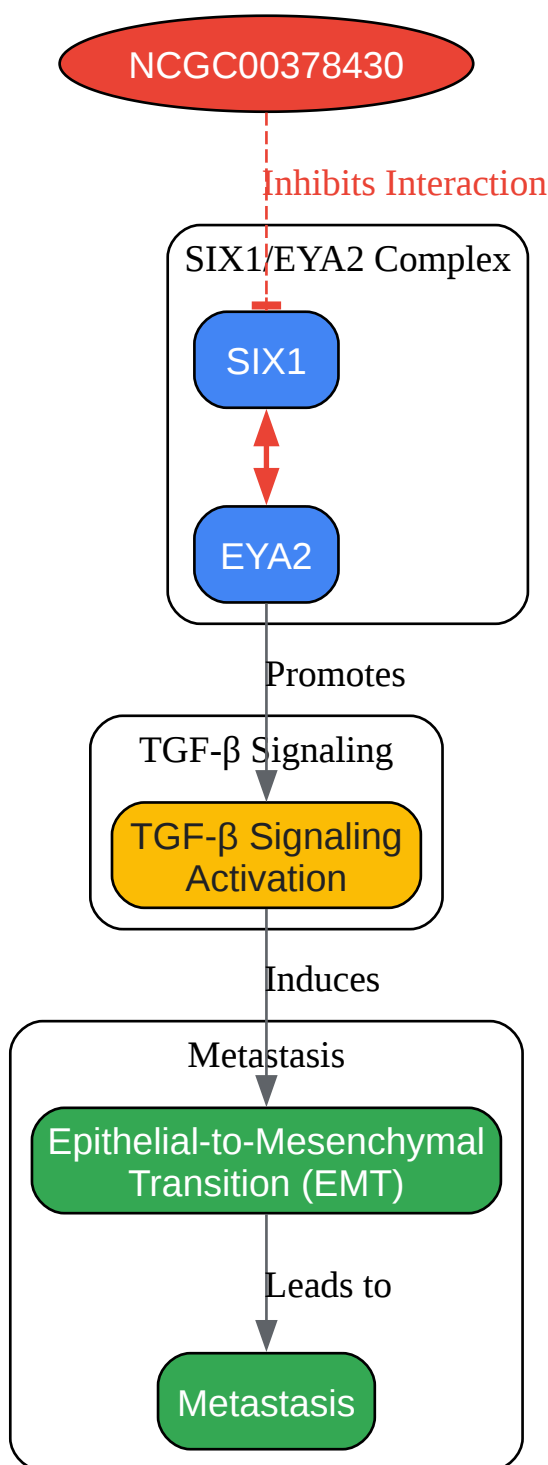 NCGC00378430
Inhibits Interaction
SIX1/EYA2 Complex
SIX1
EYA2
Promotes
TGF-β Signaling
TGF-β Signaling
Activation
Induces
Metastasis
Epithelial-to-Mesenchymal
Transition (EMT)
Leads to
Metastasis